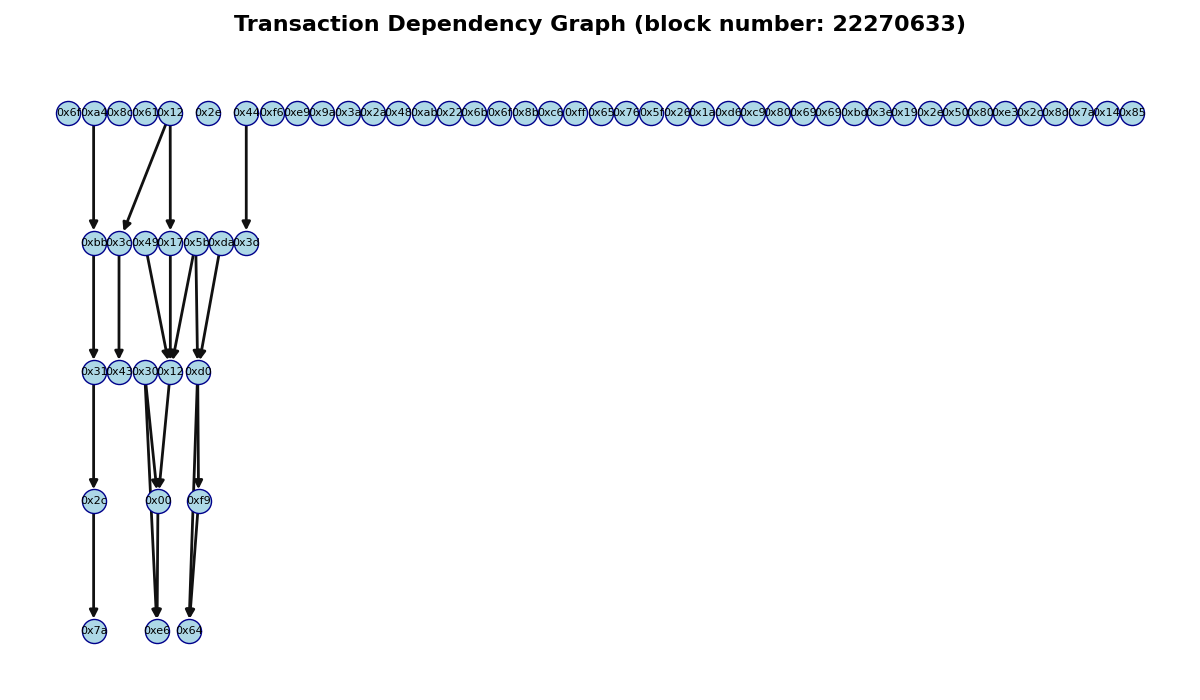 Transaction Dependency Graph (block number: 22270633)
0x6f 0xa4 0x8c 0x61 0x12 0x2e 0x44 0xf6 0xe9 0x9a 0x3a 0x2a 0x48 0xab 0x22 0x6b 0x6f 0x8b 0xc6 0xff 0x65 0x76 0x5f 0x26 0x1a 0xd6 0xc9 0x80 0x69 0x69 0xbd 0x3e 0x19 0x2e 0x50 0x80 0xe3 0x2c 0x8d 0x7a 0x14 0x85
0xbb 0x3c 0x49 0x17 0x5b 0xda 0x3d
0x31 0x43 0x30 0x12 0xd0
0x2c 0x00 0xf9
0x7a 0xe6 0x64